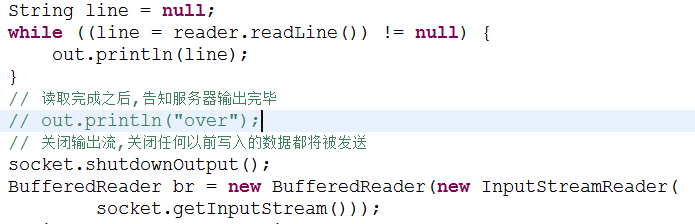 String line = null;
while ((line = reader.readLine()) != null) {
    out.println(line);
}
// 读取完成之后,告知服务器输出完毕
// out.println("over");
// 关闭输出流,关闭任何以前写入的数据都将被发送
socket.shutdownOutput();
BufferedReader br = new BufferedReader(new InputStreamReader(
        socket.getInputStream()));